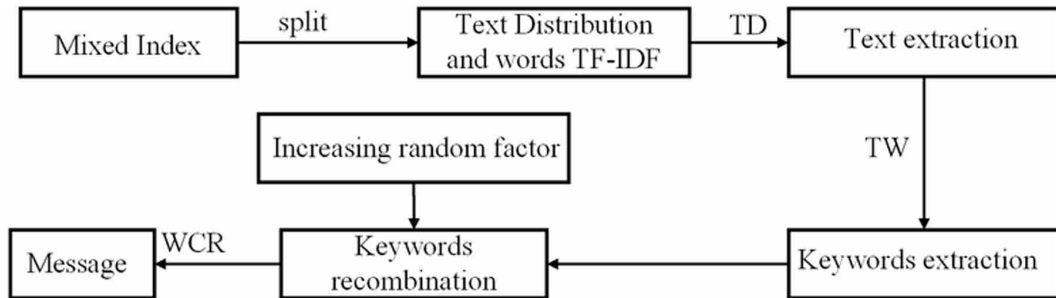 Mixed Index
split
Text Distribution
and words TF-IDF
TD
Text extraction
TW
Increasing random factor
Keywords extraction
Keywords
recombination
WCR
Message